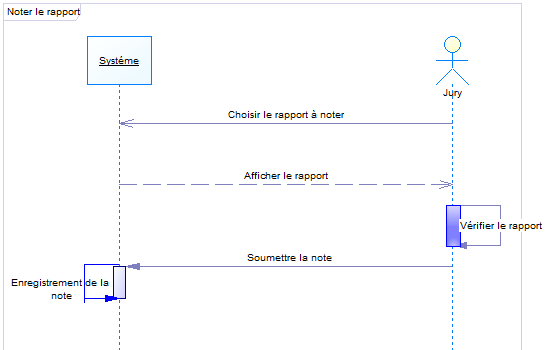 Noter le rapport
Systéme
Jury
Choisir le rapport à noter
Afficher le rapport
Vérifier le rapport
Soumettre la note
Enregistrement de la
note